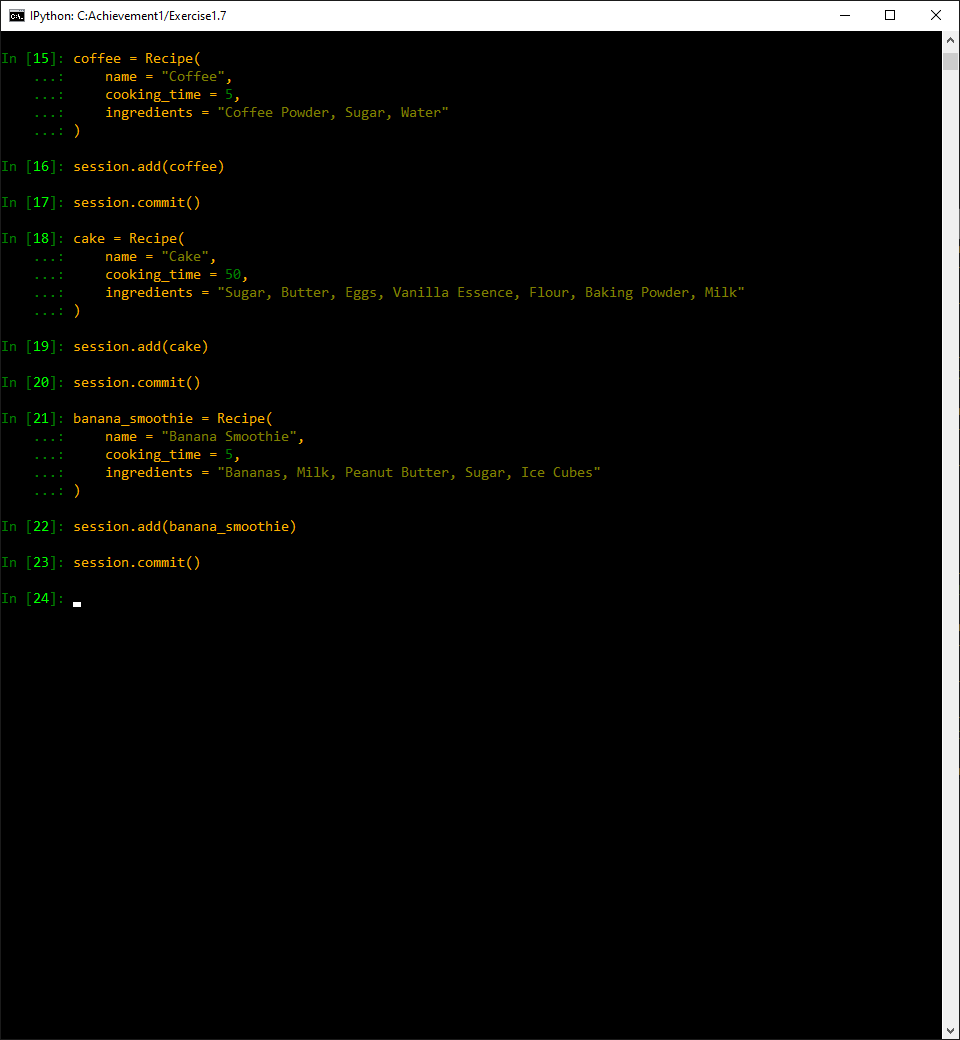 IPython: C:Achievement1/Exercise1.7
In [15]: coffee = Recipe(
    ...:     name = "Coffee",
    ...:     cooking_time = 5,
    ...:     ingredients = "Coffee Powder, Sugar, Water"
    ...: )
In [16]: session.add(coffee)
In [17]: session.commit()
In [18]: cake = Recipe(
    ...:     name = "Cake",
    ...:     cooking_time = 50,
    ...:     ingredients = "Sugar, Butter, Eggs, Vanilla Essence, Flour, Baking Powder, Milk"
    ...: )
In [19]: session.add(cake)
In [20]: session.commit()
In [21]: banana_smoothie = Recipe(
    ...:     name = "Banana Smoothie",
    ...:     cooking_time = 5,
    ...:     ingredients = "Bananas, Milk, Peanut Butter, Sugar, Ice Cubes"
    ...: )
In [22]: session.add(banana_smoothie)
In [23]: session.commit()
In [24]: